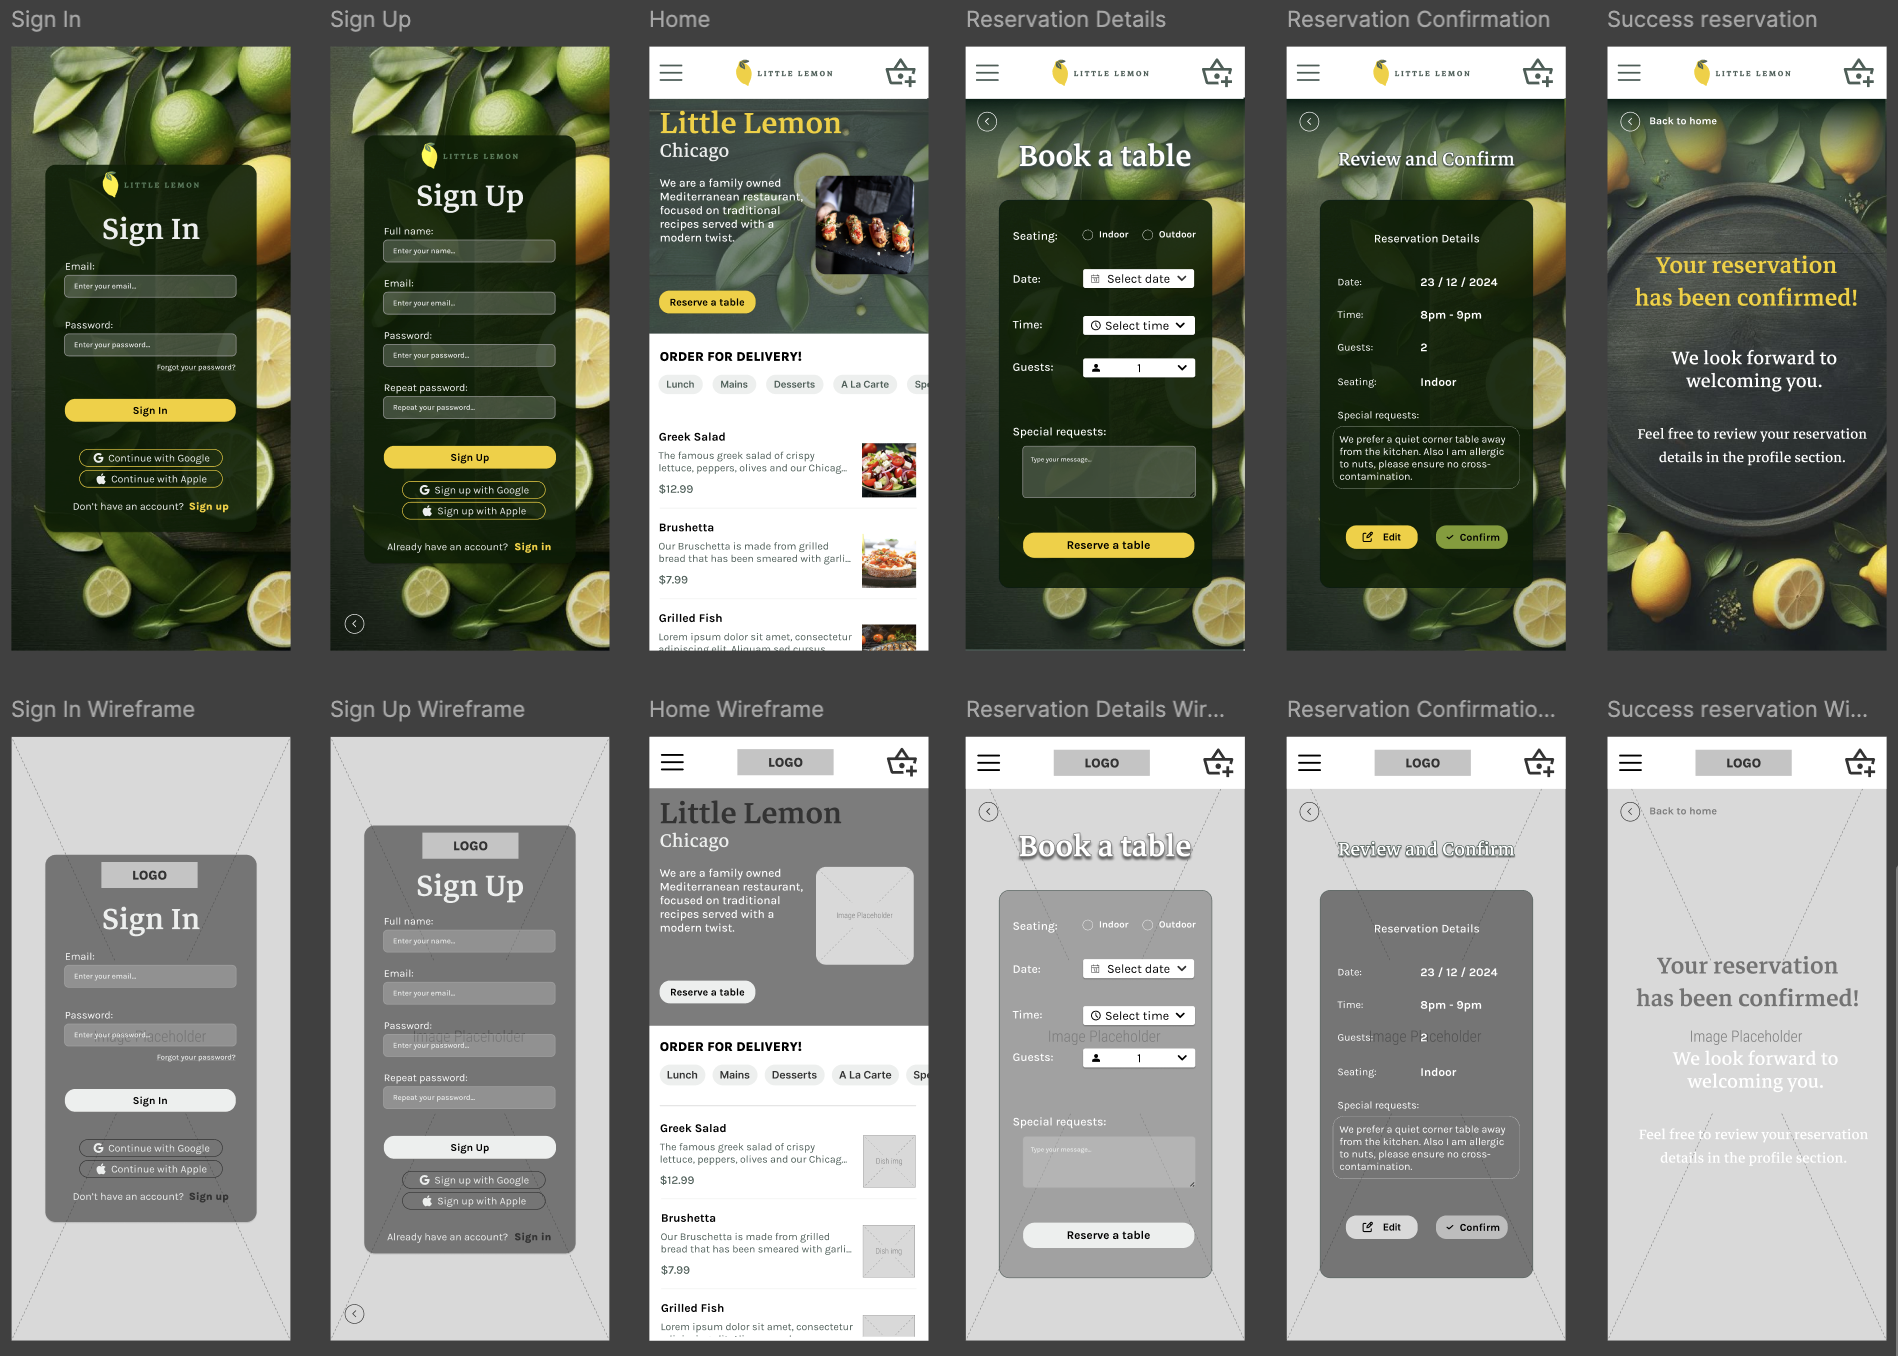 Sign In
LITTLE LEMON
Sign In
Email:
Enter your email...
Password:
Enter your password...
Forgot your password?
Sign In
Continue with Google
Continue with Apple
Don't have an account? Sign up
Sign Up
LITTLE LEMON
Sign Up
Full name:
Enter your name...
Email:
Enter your email...
Password:
Enter your password...
Repeat password:
Repeat your password...
Sign Up
Sign up with Google
Sign up with Apple
Already have an account? Sign in
Home
LITTLE LEMON
Little Lemon
Chicago
We are a family owned
Mediterranean restaurant,
focused on traditional
recipes served with a
modern twist.
Reserve a table
ORDER FOR DELIVERY!
Lunch Mains Desserts A La Carte Spe
Greek Salad
The famous greek salad of crispy
lettuce, peppers, olives and our Chicag...
$12.99
Brushetta
Our Bruschetta is made from grilled
bread that has been smeared with garli...
$7.99
Grilled Fish
Lorem ipsum dolor sit amet, consectetur
adipiscing elit. Aliquam sed cursus
Reservation Details
LITTLE LEMON
Book a table
Seating: Indoor Outdoor
Date: Select date
Time: Select time
Guests: 1
Special requests:
Type your message...
Reserve a table
Reservation Confirmation
LITTLE LEMON
Review and Confirm
Reservation Details
Date: 23 / 12 / 2024
Time: 8pm - 9pm
Guests: 2
Seating: Indoor
Special requests:
We prefer a quiet corner table away
from the kitchen. Also I am allergic
to nuts, please ensure no cross-
contamination.
Edit Confirm
Success reservation
LITTLE LEMON
Back to home
Your reservation
has been confirmed!
We look forward to
welcoming you.
Feel free to review your reservation
details in the profile section.
Sign In Wireframe
LOGO
Sign In
Email:
Enter your email...
Password:
Enter your password...
Image Placeholder
Forgot your password?
Sign In
Continue with Google
Continue with Apple
Don't have an account? Sign up
Sign Up Wireframe
LOGO
Sign Up
Full name:
Enter your name...
Email:
Enter your email...
Password:
Image Placeholder
Enter your password...
Repeat password:
Repeat your password...
Sign Up
Sign up with Google
Sign up with Apple
Already have an account? Sign in
Home Wireframe
LOGO
Little Lemon
Chicago
We are a family owned
Mediterranean restaurant,
focused on traditional
recipes served with a
modern twist.
Image Placeholder
Reserve a table
ORDER FOR DELIVERY!
Lunch Mains Desserts A La Carte Spe
Greek Salad
The famous greek salad of crispy
lettuce, peppers, olives and our Chicag...
$12.99
Dish img
Brushetta
Our Bruschetta is made from grilled
bread that has been smeared with garli...
$7.99
Dish img
Grilled Fish
Lorem ipsum dolor sit amet, consectetur
Reservation Details Wir...
LOGO
Book a table
Seating: Indoor Outdoor
Date: Select date
Time: Select time
Image Placeholder
Guests: 1
Special requests:
Type your message...
Reserve a table
Reservation Confirmatio...
LOGO
Review and Confirm
Reservation Details
Date: 23 / 12 / 2024
Time: 8pm - 9pm
Guests: 2
Image Placeholder
Seating: Indoor
Special requests:
We prefer a quiet corner table away
from the kitchen. Also I am allergic
to nuts, please ensure no cross-
contamination.
Edit Confirm
Success reservation Wi...
LOGO
Back to home
Your reservation
has been confirmed!
Image Placeholder
We look forward to
welcoming you.
Feel free to review your reservation
details in the profile section.